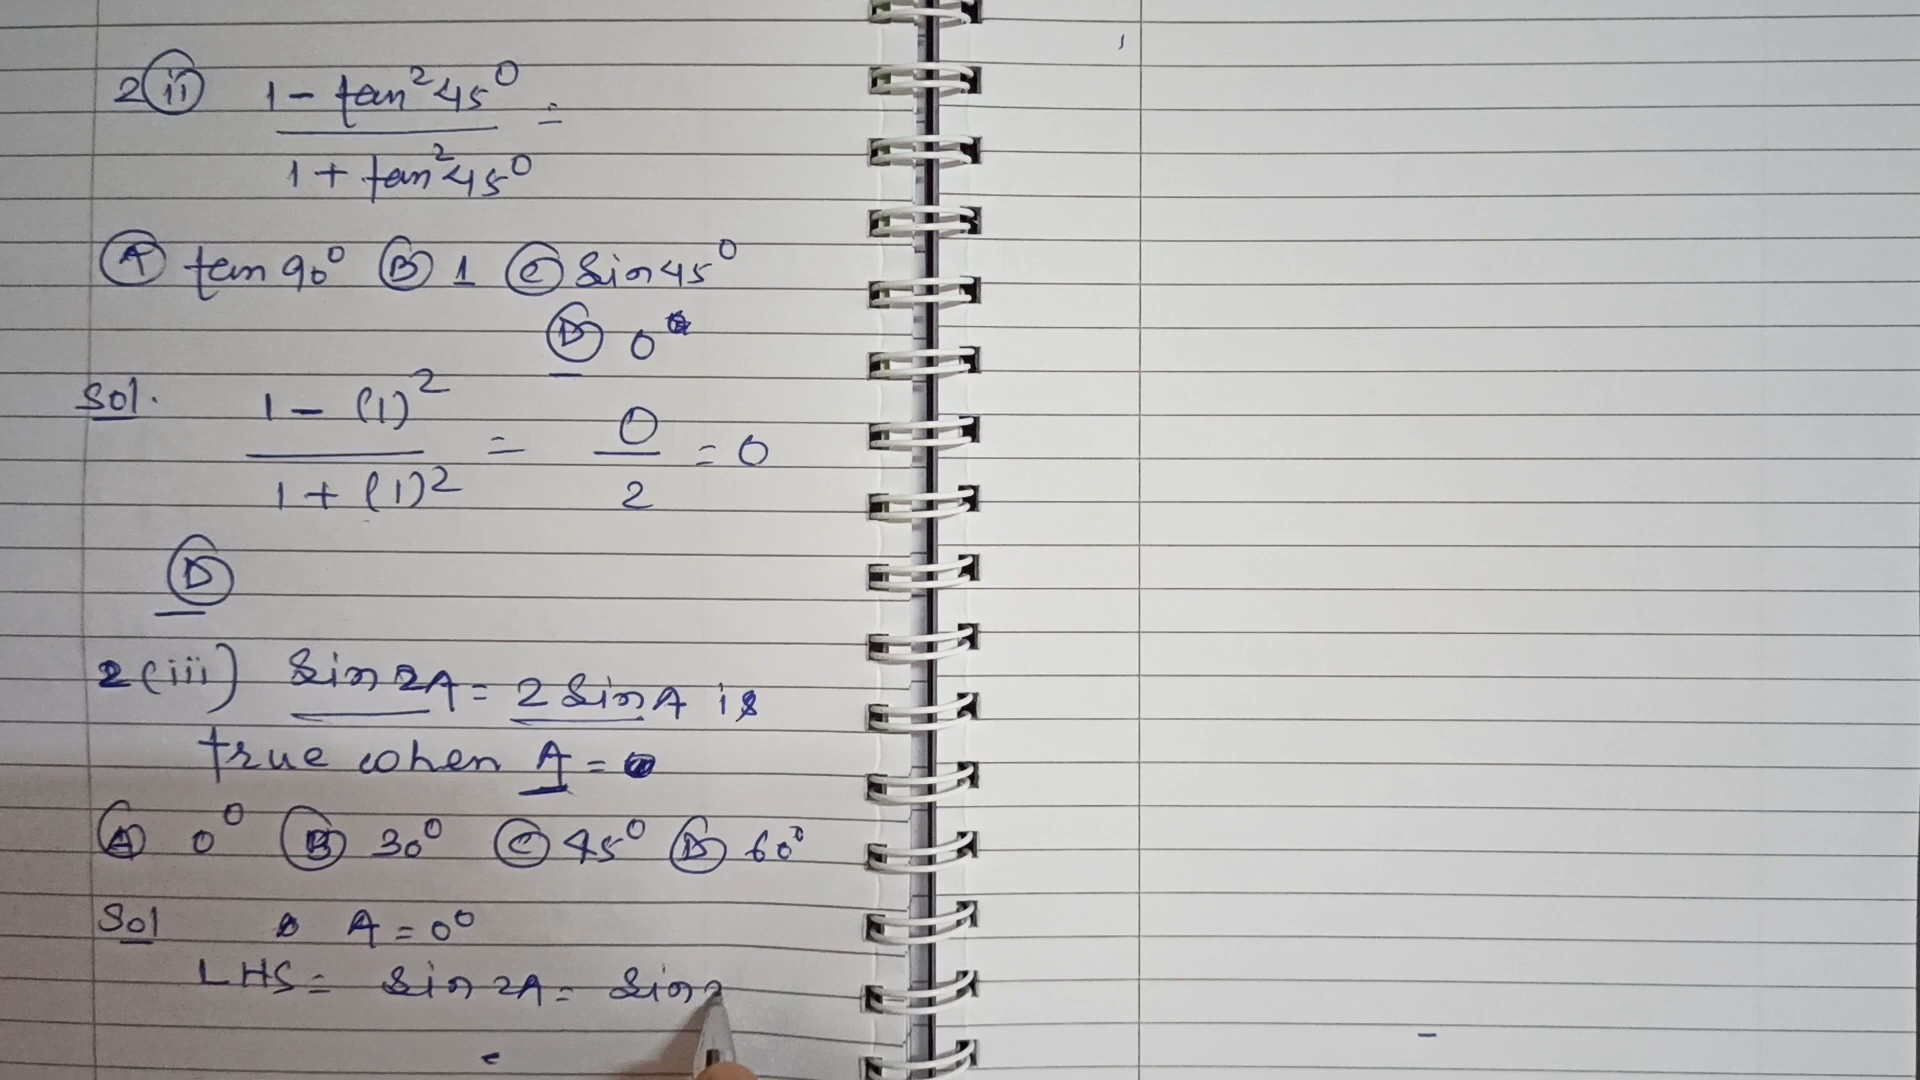 2(ii) 1 - tan²45° =
1 + tan²45°
(A) tan 90° (B) 1 (C) Sin 45°
(D) 0
Sol. 1 - (1)² = 0 = 0
1 + (1)² 2
(D)
2(iii) Sin 2A = 2 Sin A is
true when A =
(A) 0° (B) 30° (C) 45° (D) 60°
Sol A = 0°
LHS = Sin 2A = Sin 2